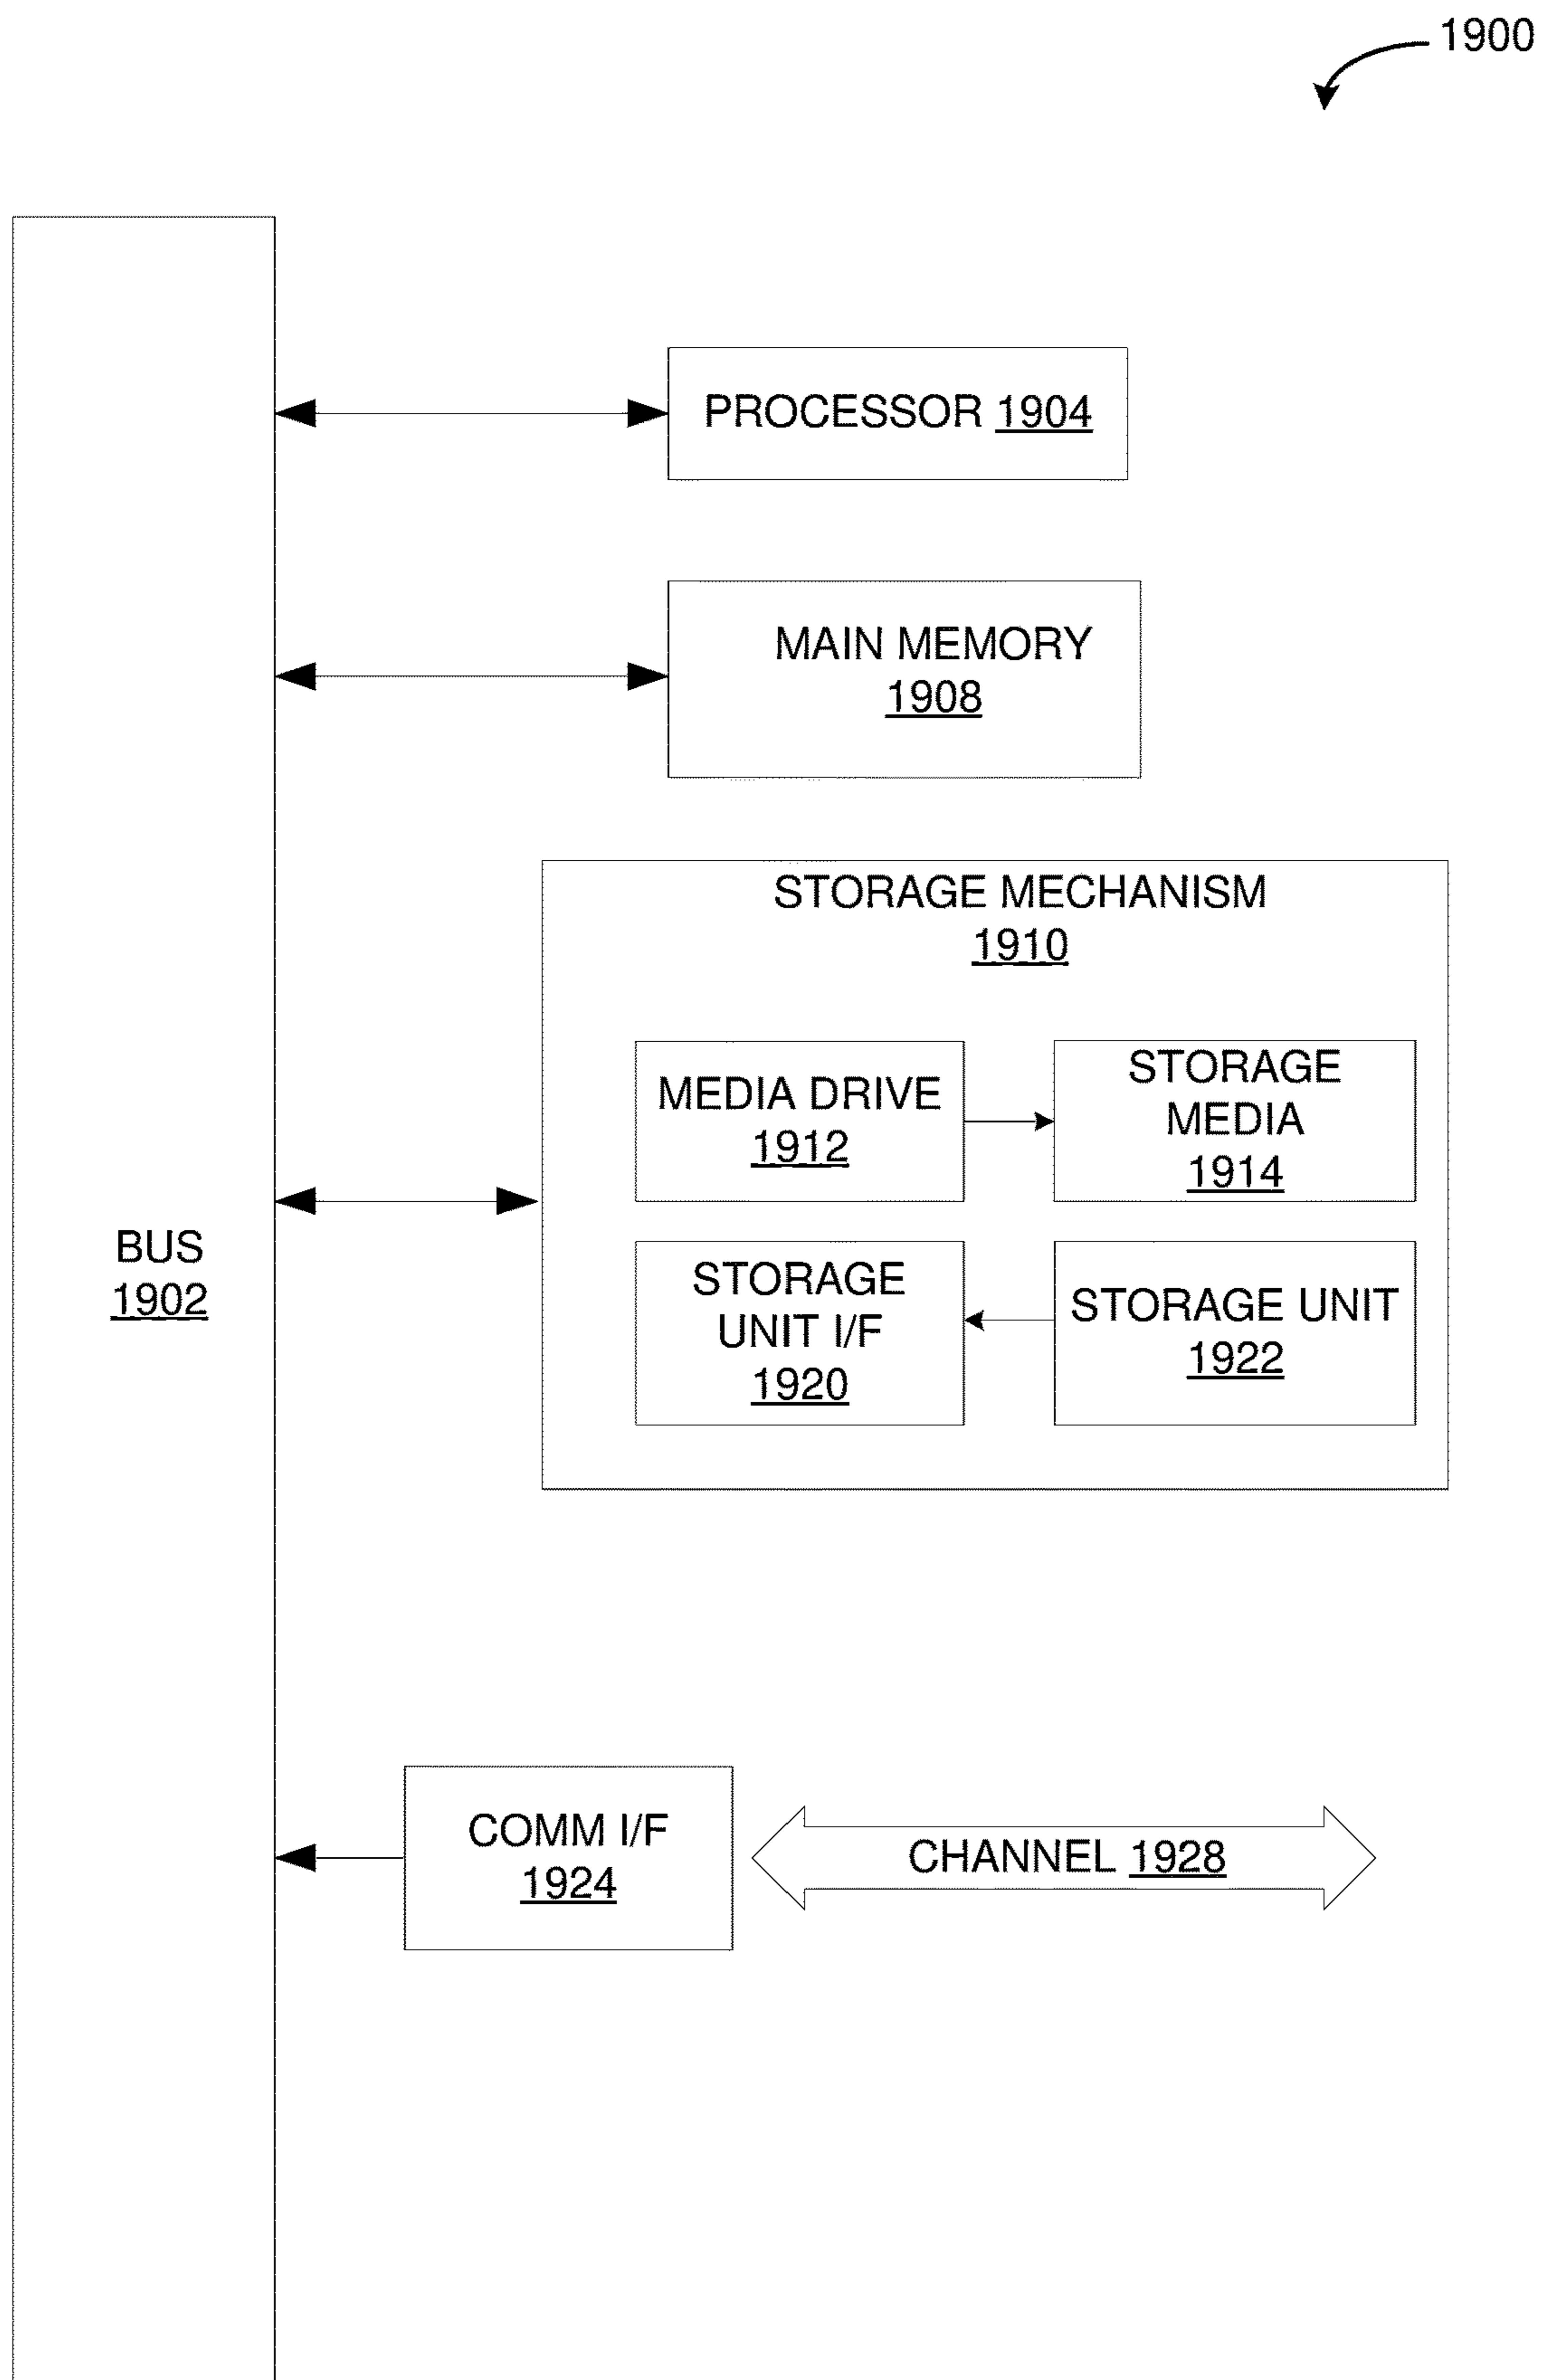 1900
PROCESSOR 1904
MAIN MEMORY
1908
STORAGE MECHANISM
1910
MEDIA DRIVE
1912
STORAGE
MEDIA
1914
BUS
1902
STORAGE
UNIT I/F
1920
STORAGE UNIT
1922
COMM I/F
1924
CHANNEL 1928